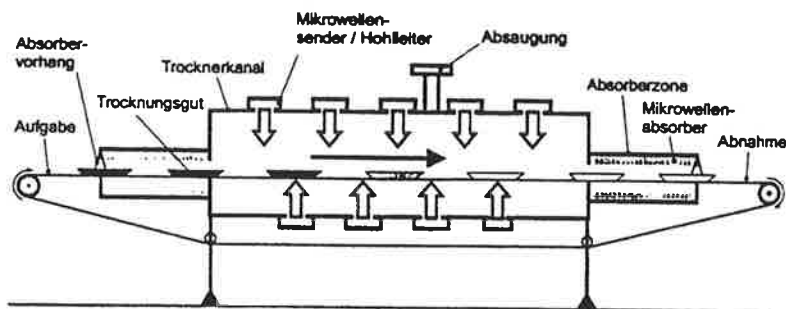 Mikrowellen-
sender / Hohlleiter
Absaugung
Absorber-
vorhang
Trocknerkanal
Absorberzone
Trocknungsgut
Mikrowellen-
absorber
Aufgabe
Abnahme